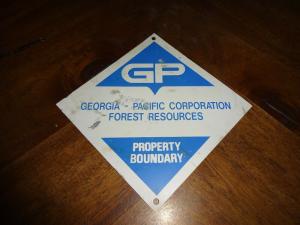 GP
GEORGIA - PACIFIC CORPORATION
FOREST RESOURCES
PROPERTY
BOUNDARY